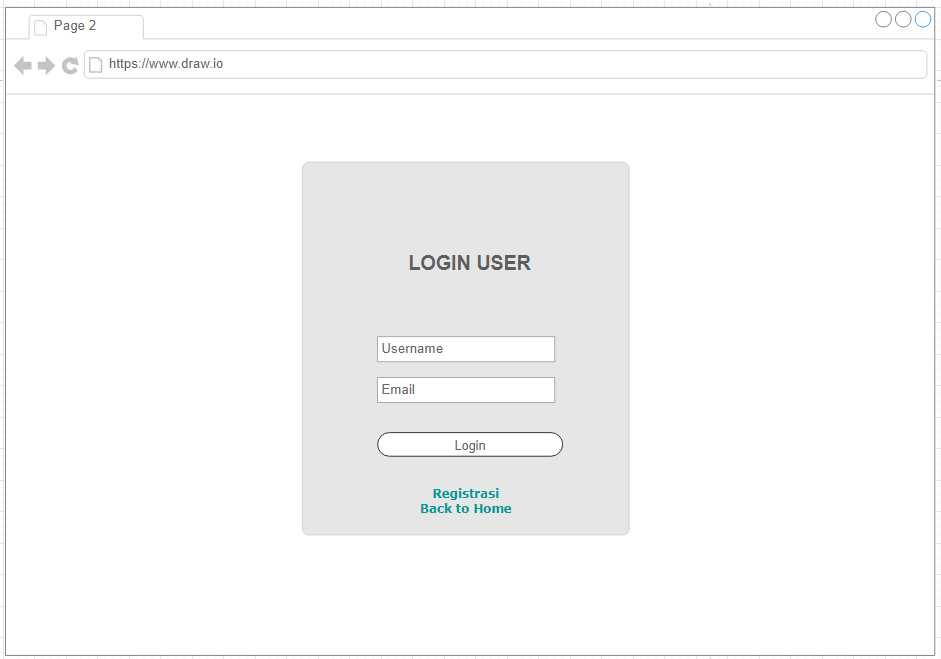 Page 2
https://www.draw.io
LOGIN USER
Username
Email
Login
Registrasi
Back to Home